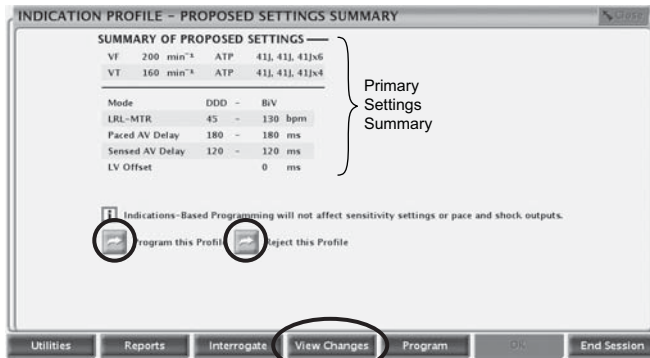 INDICATION PROFILE – PROPOSED SETTINGS SUMMARY
Close
SUMMARY OF PROPOSED SETTINGS
VF 200 min⁻¹ ATP 41J, 41J, 41Jx6
VT 160 min⁻¹ ATP 41J, 41J, 41Jx4
Mode DDD – BiV
LRL-MTR 45 – 130 bpm
Paced AV Delay 180 – 180 ms
Sensed AV Delay 120 – 120 ms
LV Offset 0 ms
Primary
Settings
Summary
i Indications-Based Programming will not affect sensitivity settings or pace and shock outputs.
Program this Profile Reject this Profile
Utilities Reports Interrogate View Changes Program OK End Session